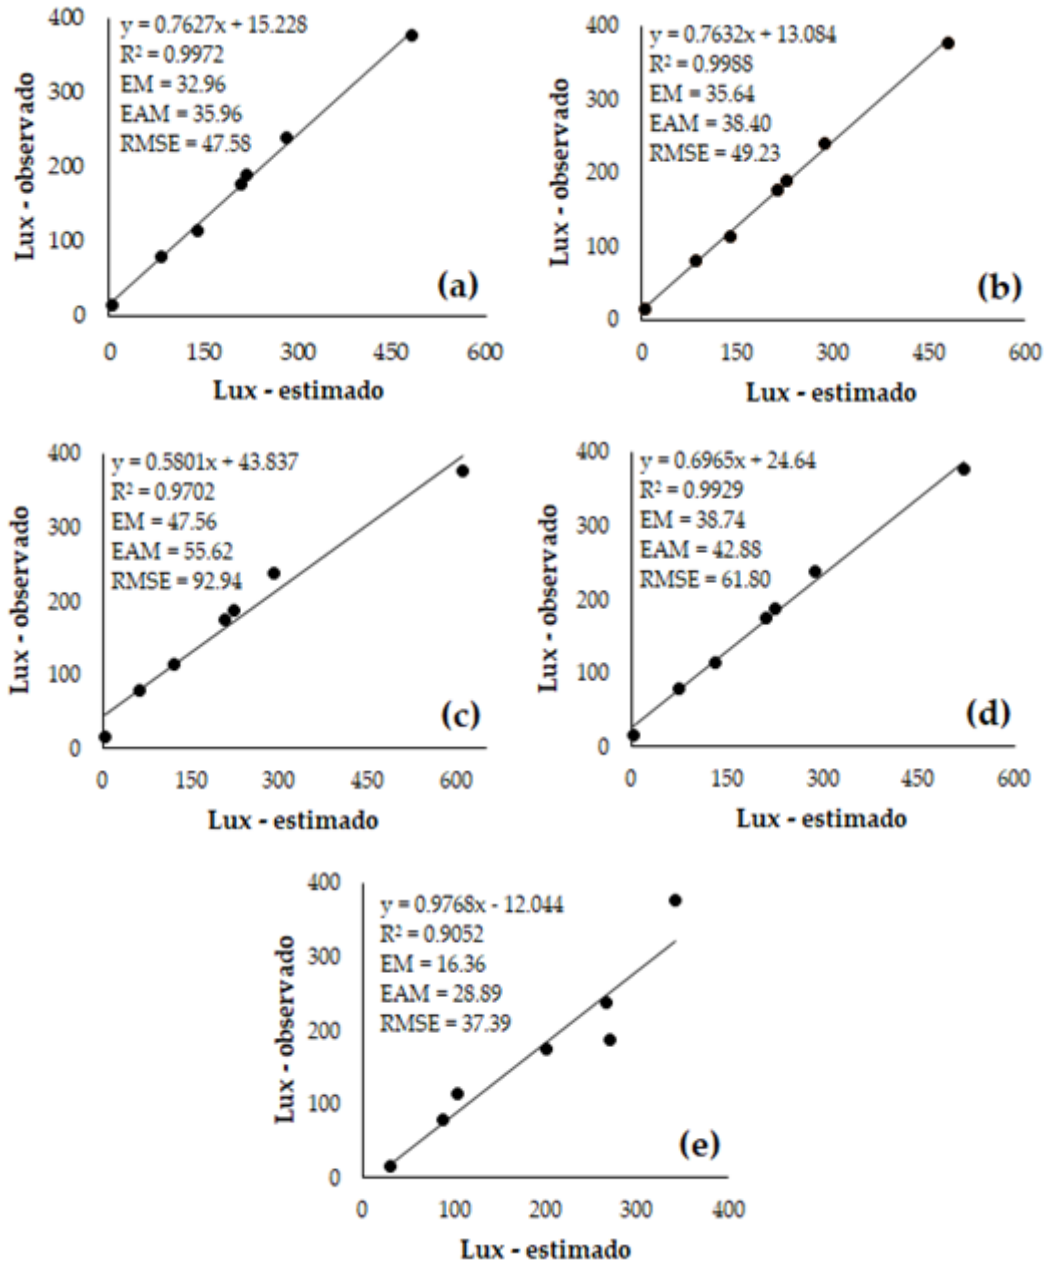 400
300
200
100
0
y = 0.7627x + 15.228
R² = 0.9972
EM = 32.96
EAM = 35.96
RMSE = 47.58
(a)
0 150 300 450 600
Lux - estimado
Lux - observado
400
300
200
100
0
y = 0.7632x + 13.084
R² = 0.9988
EM = 35.64
EAM = 38.40
RMSE = 49.23
(b)
0 150 300 450 600
Lux - estimado
Lux - observado
400
300
200
100
0
y = 0.5801x + 43.837
R² = 0.9702
EM = 47.56
EAM = 55.62
RMSE = 92.94
(c)
0 150 300 450 600
Lux - estimado
Lux - observado
400
300
200
100
0
y = 0.6965x + 24.64
R² = 0.9929
EM = 38.74
EAM = 42.88
RMSE = 61.80
(d)
0 150 300 450 600
Lux - estimado
Lux - observado
400
300
200
100
0
y = 0.9768x - 12.044
R² = 0.9052
EM = 16.36
EAM = 28.89
RMSE = 37.39
(e)
0 100 200 300 400
Lux - estimado
Lux - observado